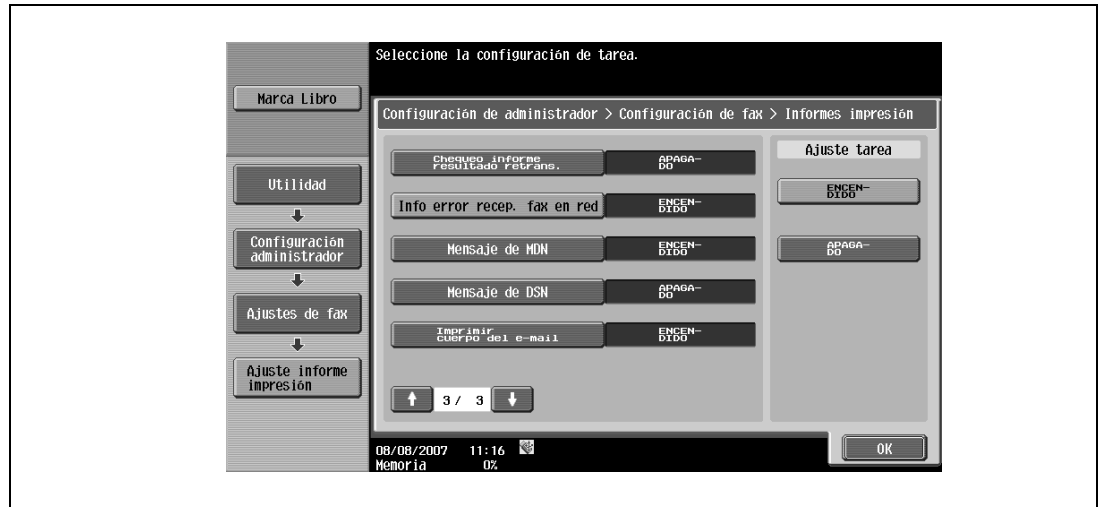 Seleccione la configuración de tarea.
Marca Libro
Configuración de administrador > Configuración de fax > Informes impresión
Utilidad
Configuración
administrador
Ajustes de fax
Ajuste informe
impresión
Chequeo informe
resultado retrans.
APAGA-
DO
Info error recep. fax en red
ENCEN-
DIDO
Mensaje de MDN
ENCEN-
DIDO
Mensaje de DSN
APAGA-
DO
Imprimir
cuerpo del e-mail
ENCEN-
DIDO
3/ 3
Ajuste tarea
ENCEN-
DIDO
APAGA-
DO
08/08/2007 11:16
Memoria 0%
OK